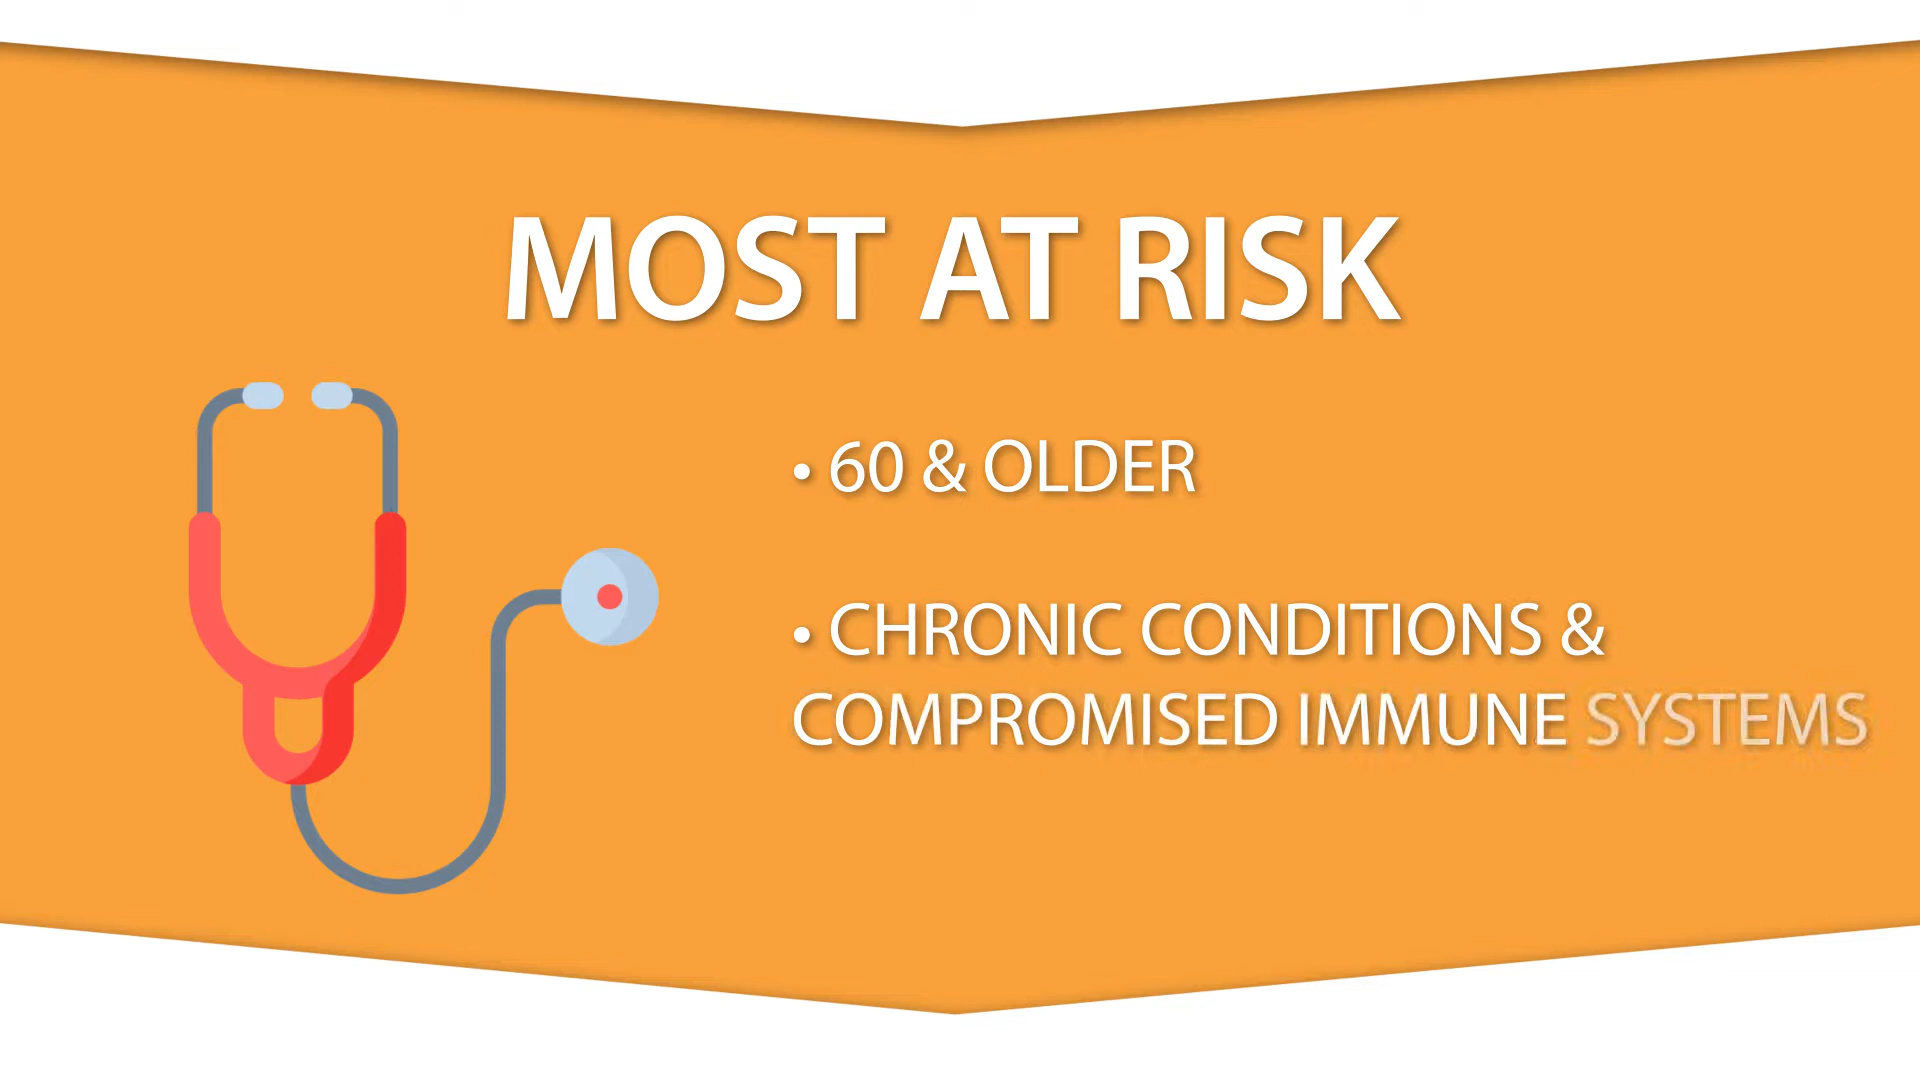 MOST AT RISK
• 60 & OLDER
• CHRONIC CONDITIONS &
COMPROMISED IMMUNE SYSTEMS